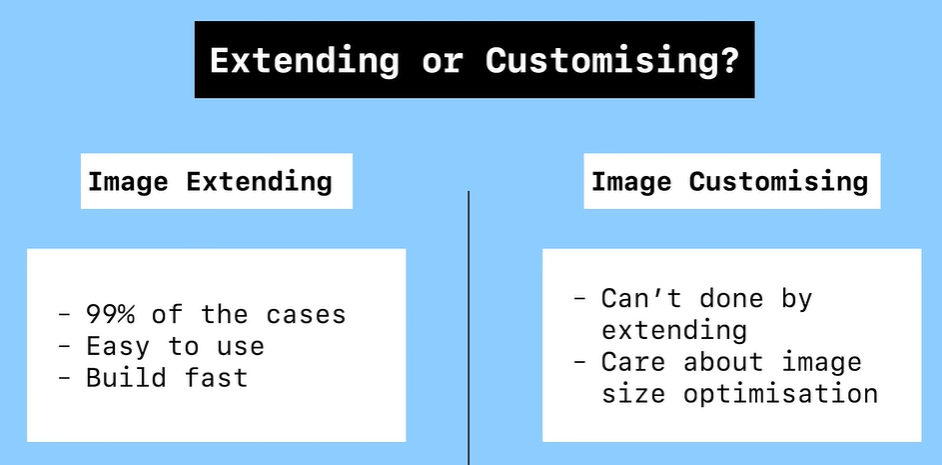 Extending or Customising?
Image Extending
- 99% of the cases
- Easy to use
- Build fast
Image Customising
- Can't done by
extending
- Care about image
size optimisation